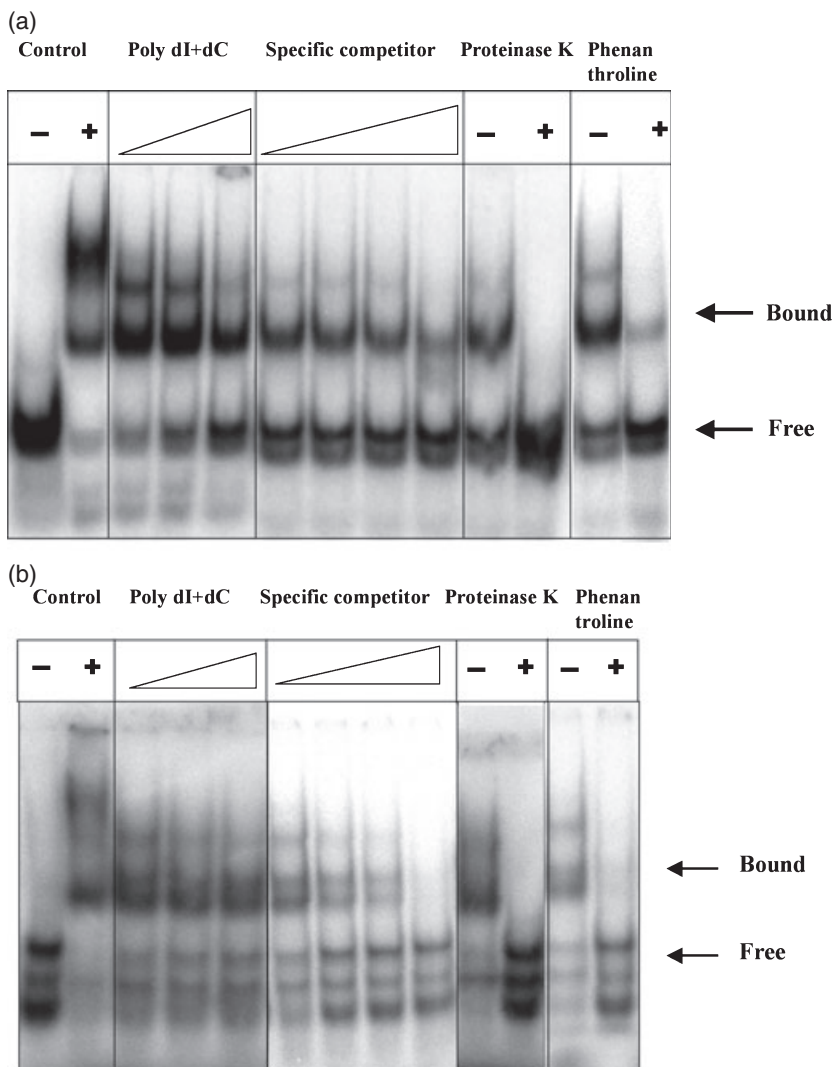 (a)
Control Poly dI+dC Specific competitor Proteinase K Phenan
throline
− + − + − +
Bound
Free
(b)
Control Poly dI+dC Specific competitor Proteinase K Phenan
troline
− + − + − +
Bound
Free